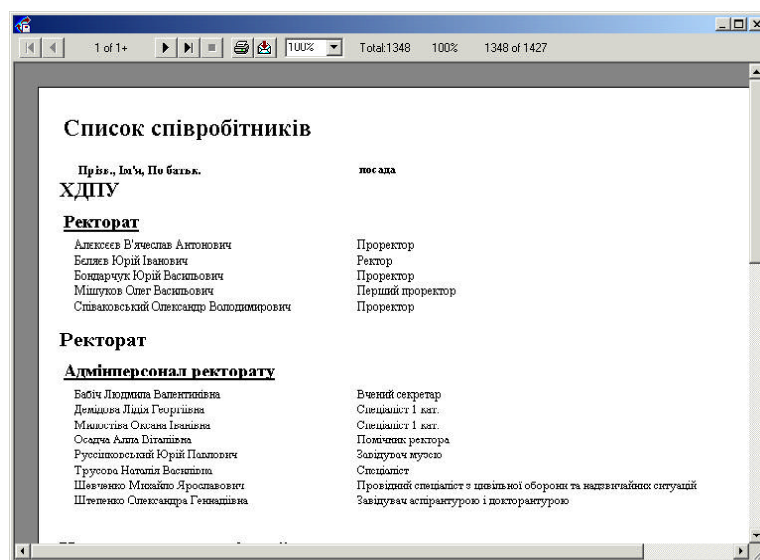 1 of 1+ 100% Total:1348 100% 1348 of 1427
Список співробітників
Прізв., Ім'я, По батьк. посада
ХДПУ
Ректорат
Алексєєв В'ячеслав Антонович Проректор
Беляєв Юрій Іванович Ректор
Бондарчук Юрій Васильович Проректор
Мішуков Олег Васильович Перший проректор
Співаковський Олександр Володимирович Проректор
Ректорат
Адмінперсонал ректорату
Бабіч Людмила Валентинівна Вчений секретар
Демідова Лідія Георгіївна Спеціаліст 1 кат.
Милостіва Оксана Іванівна Спеціаліст 1 кат.
Осадча Алла Віталіївна Помічник ректора
Руссінковський Юрій Павлович Завідувач музею
Трусова Наталія Василівна Спеціаліст
Шевченко Михайло Ярославович Провідний спеціаліст з цивільної оборони та надзвичайних ситуацій
Штепенко Олександра Геннадіївна Завідувач аспірантурою і докторантурою